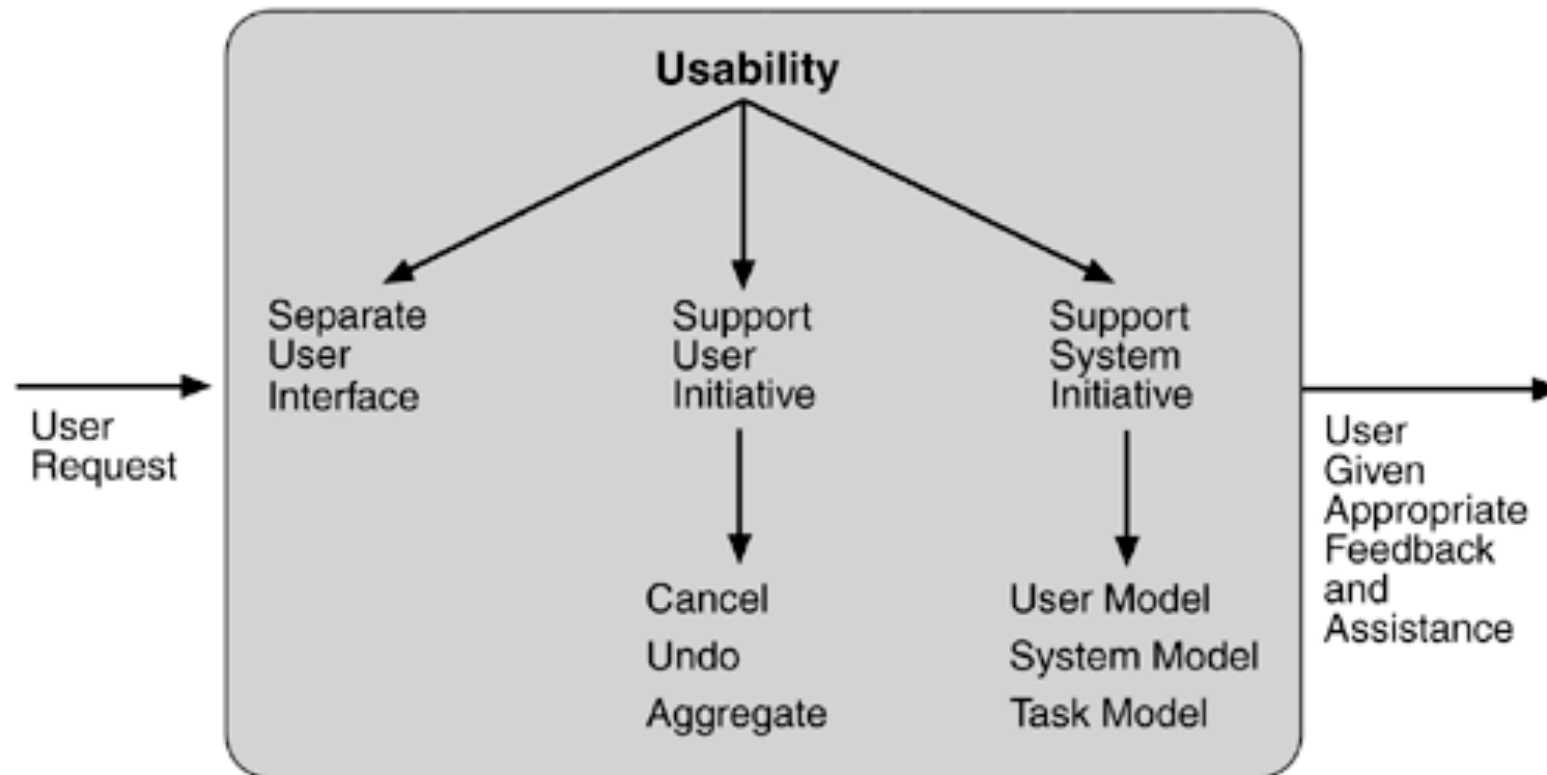 Usability
Separate
User
Interface
Support
User
Initiative
Support
System
Initiative
User
Request
User
Given
Appropriate
Feedback
and
Assistance
Cancel
Undo
Aggregate
User Model
System Model
Task Model